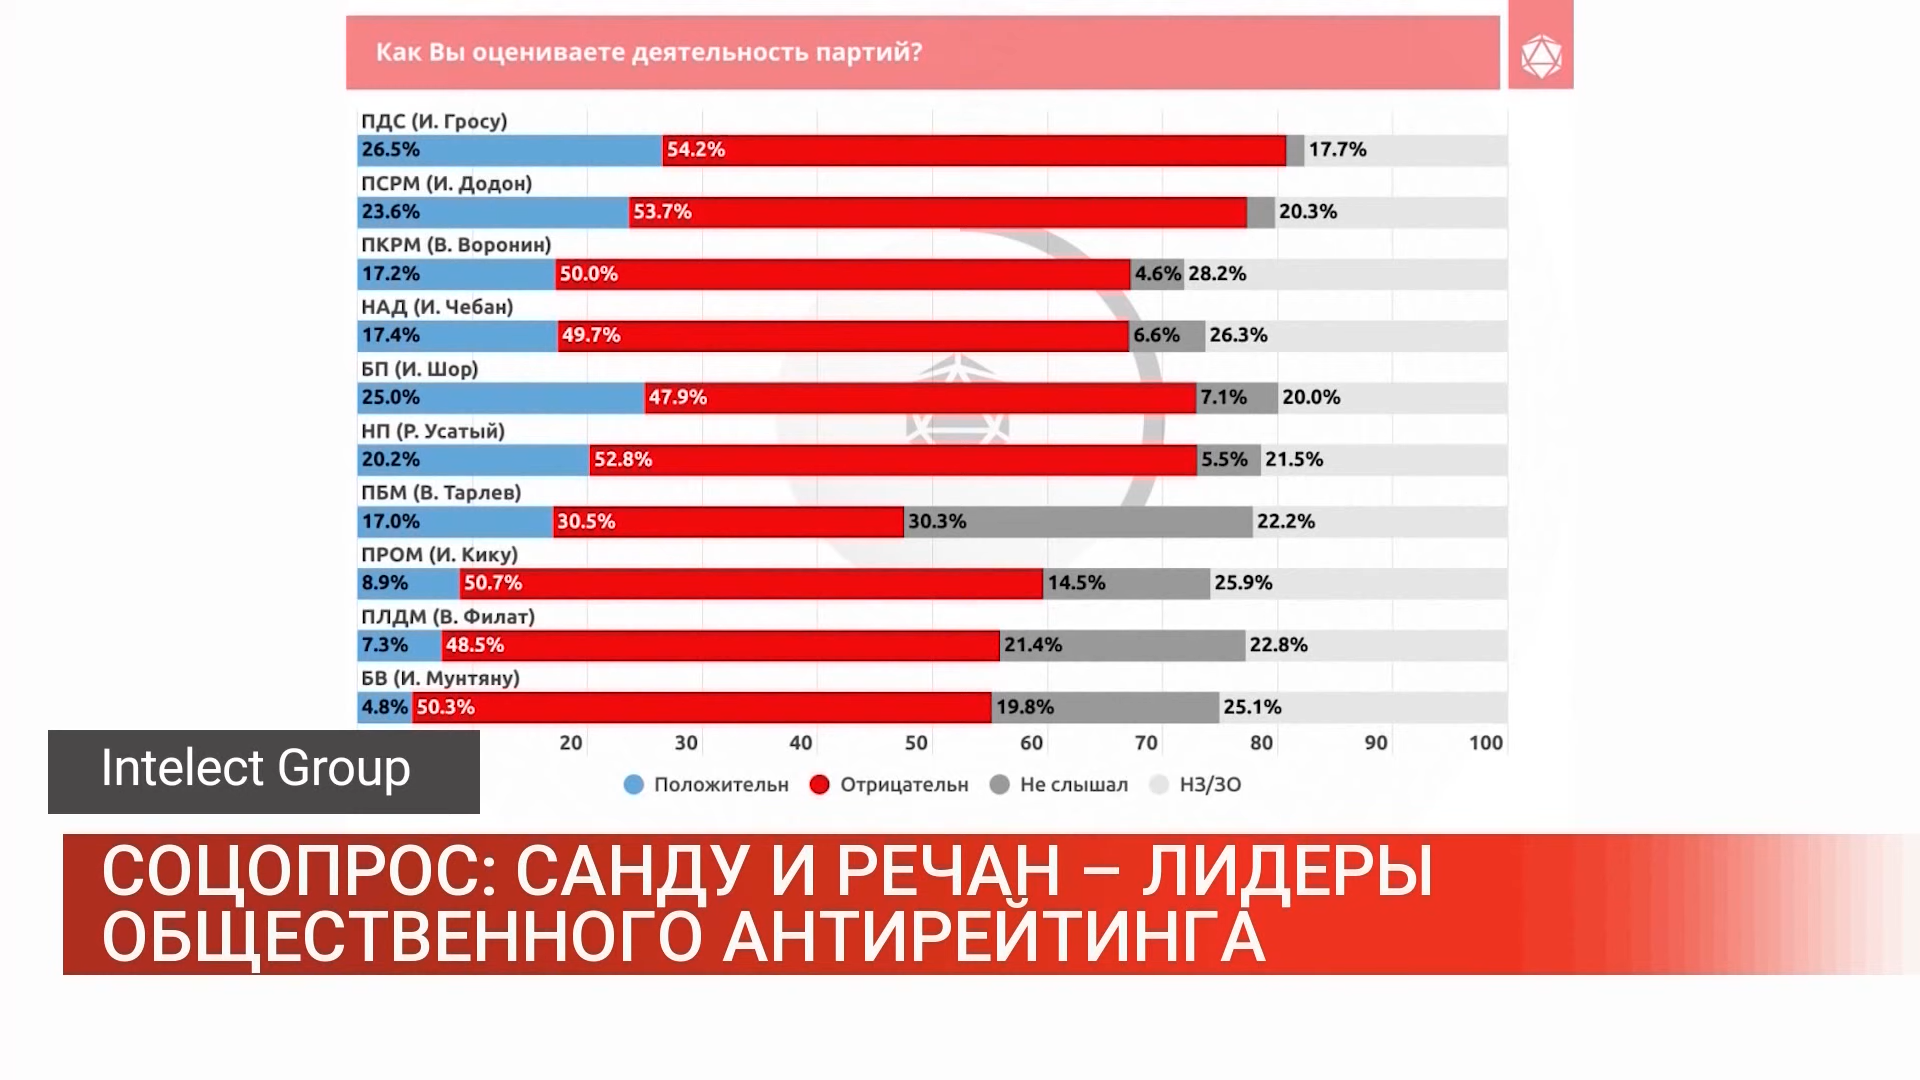 Как Вы оцениваете деятельность партий?
ПДС (И. Гросу)
26.5% 54.2% 17.7%
ПСРМ (И. Додон)
23.6% 53.7% 20.3%
ПКРМ (В. Воронин)
17.2% 50.0% 4.6% 28.2%
НАД (И. Чебан)
17.4% 49.7% 6.6% 26.3%
БП (И. Шор)
25.0% 47.9% 7.1% 20.0%
НП (Р. Усатый)
20.2% 52.8% 5.5% 21.5%
ПБМ (В. Тарлев)
17.0% 30.5% 30.3% 22.2%
ПРОМ (И. Кику)
8.9% 50.7% 14.5% 25.9%
ПЛДМ (В. Филат)
7.3% 48.5% 21.4% 22.8%
БВ (И. Мунтяну)
4.8% 50.3% 19.8% 25.1%
20 30 40 50 60 70 80 90 100
Положительн Отрицательн Не слышал НЗ/ЗО
Intelect Group
СОЦОПРОС: САНДУ И РЕЧАН – ЛИДЕРЫ
ОБЩЕСТВЕННОГО АНТИРЕЙТИНГА